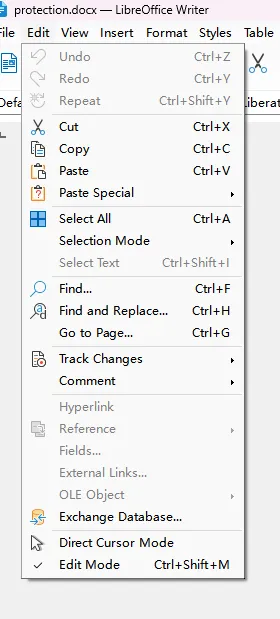 protection.docx — LibreOffice Writer
File Edit View Insert Format Styles Table
Undo Ctrl+Z
Redo Ctrl+Y
Repeat Ctrl+Shift+Y
Cut Ctrl+X
Copy Ctrl+C
Paste Ctrl+V
Paste Special
Select All Ctrl+A
Selection Mode
Select Text Ctrl+Shift+I
Find... Ctrl+F
Find and Replace... Ctrl+H
Go to Page... Ctrl+G
Track Changes
Comment
Hyperlink
Reference
Fields...
External Links...
OLE Object
Exchange Database...
Direct Cursor Mode
Edit Mode Ctrl+Shift+M